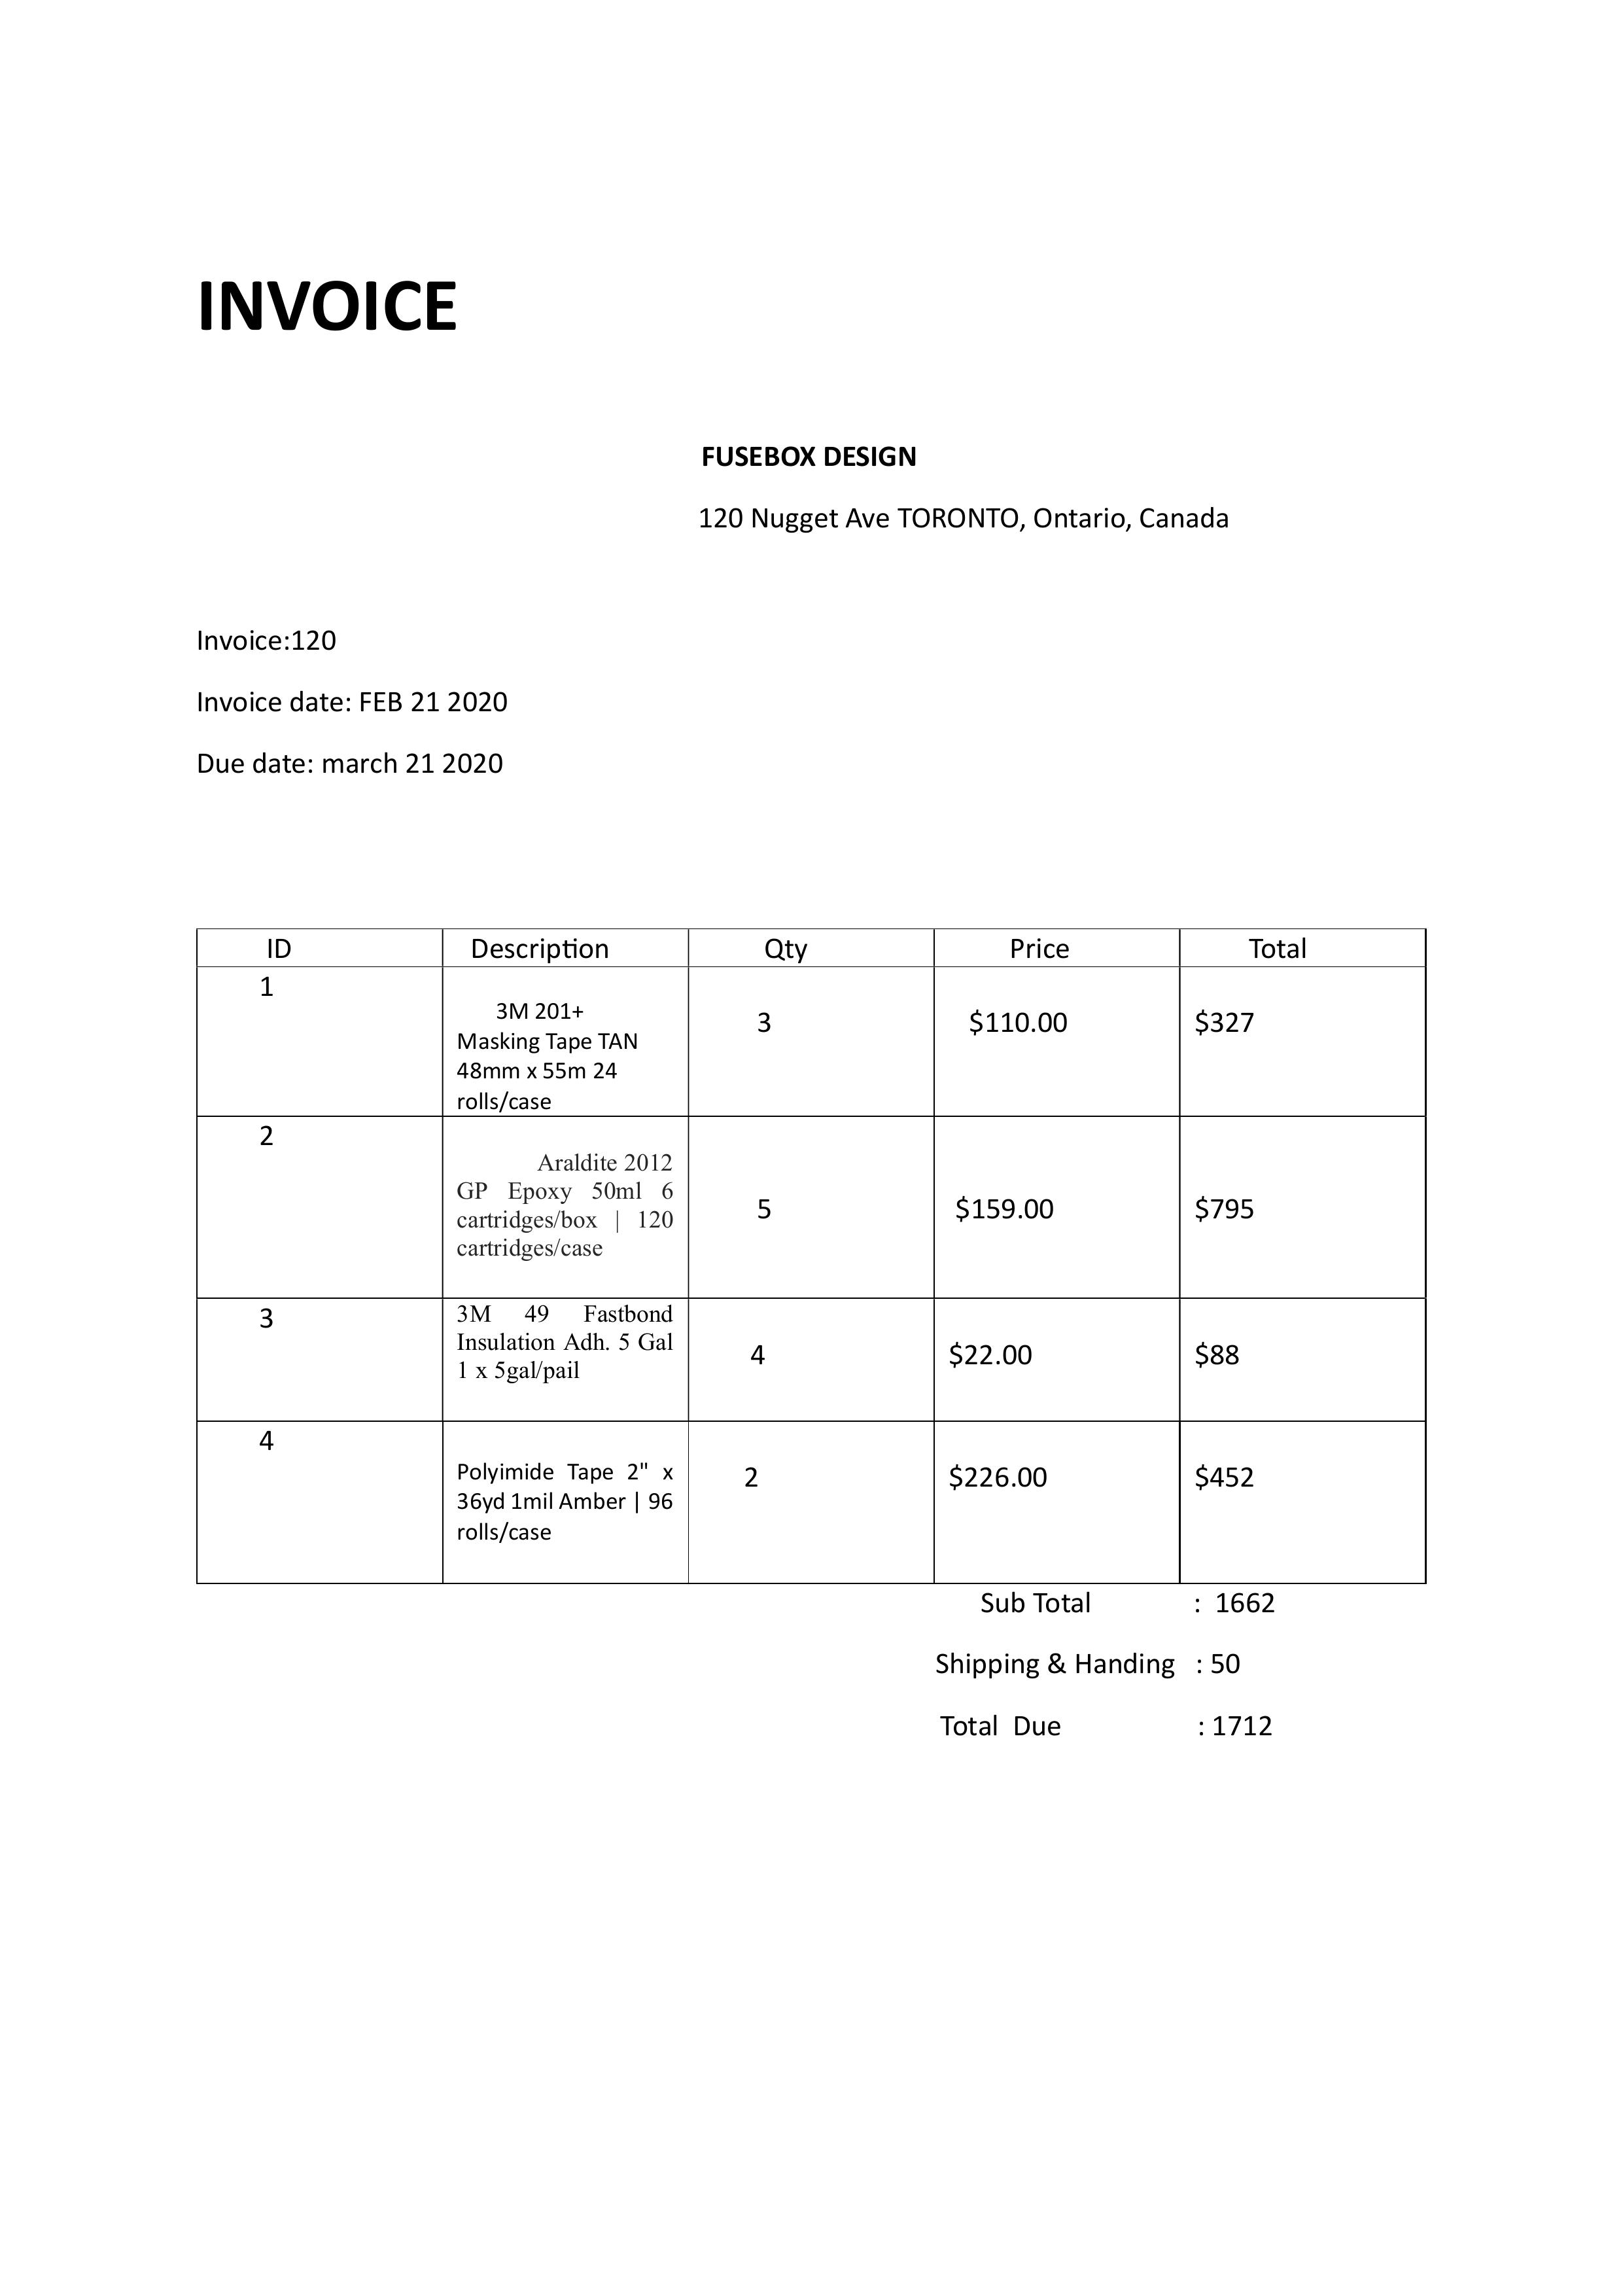 INVOICE
FUSEBOX DESIGN
120 Nugget Ave TORONTO, Ontario, Canada
Invoice:120
Invoice date: FEB 21 2020
Due date: march 21 2020
ID Description Qty Price Total
1
3M 201+
Masking Tape TAN
48mm x 55m 24
rolls/case
3 $110.00 $327
2
Araldite 2012
GP Epoxy 50ml 6
cartridges/box | 120
cartridges/case
5 $159.00 $795
3
3M 49 Fastbond
Insulation Adh. 5 Gal
1 x 5gal/pail
4 $22.00 $88
4
Polyimide Tape 2" x
36yd 1mil Amber | 96
rolls/case
2 $226.00 $452
Sub Total : 1662
Shipping & Handing : 50
Total Due : 1712